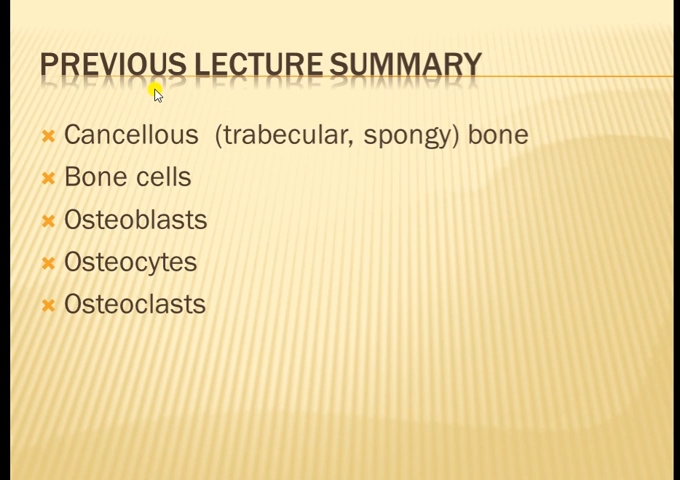 PREVIOUS LECTURE SUMMARY
Cancellous (trabecular, spongy) bone
Bone cells
Osteoblasts
Osteocytes
Osteoclasts